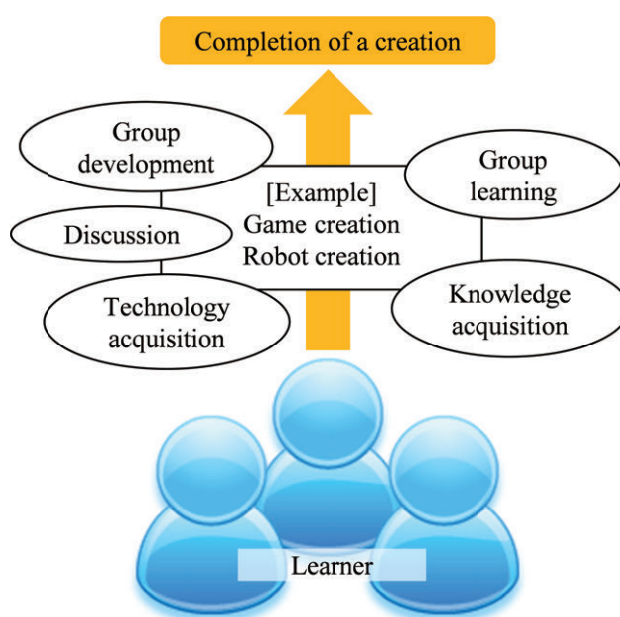 Completion of a creation
Group
development
Group
learning
[Example]
Game creation
Robot creation
Discussion
Technology
acquisition
Knowledge
acquisition
Learner